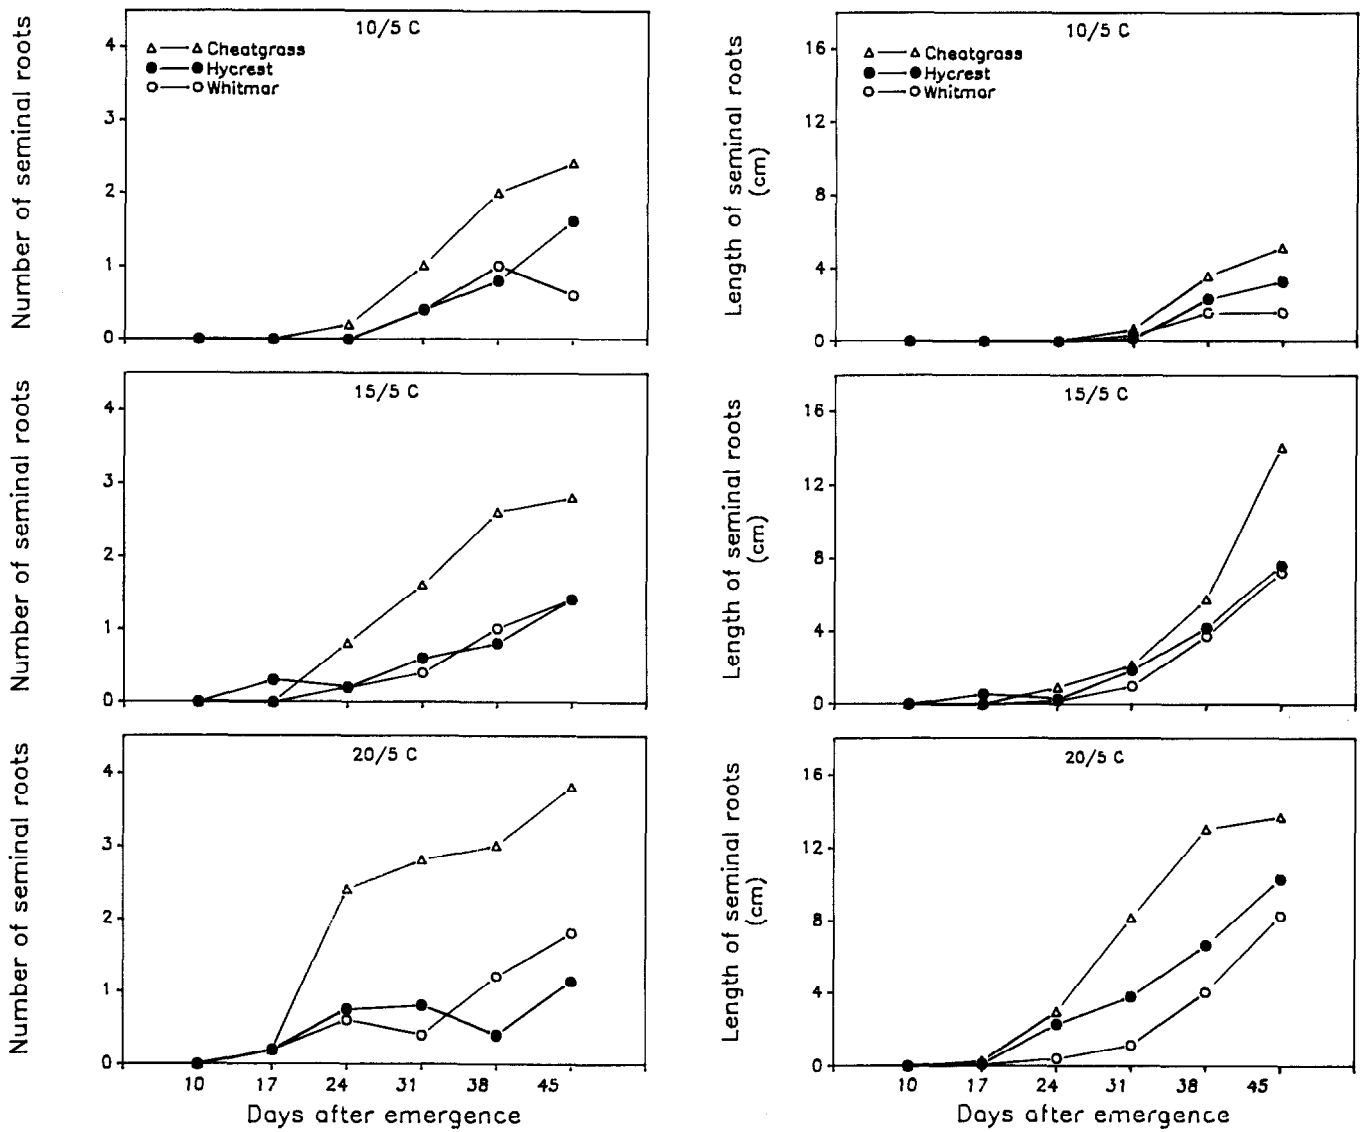 Number of seminal roots
10/5 C
Cheatgrass
Hycrest
Whitmar
4
3
2
1
0
Length of seminal roots
(cm)
10/5 C
Cheatgrass
Hycrest
Whitmar
16
12
8
4
0
Number of seminal roots
15/5 C
4
3
2
1
0
Length of seminal roots
(cm)
15/5 C
16
12
8
4
0
Number of seminal roots
20/5 C
4
3
2
1
0
10 17 24 31 38 45
Days after emergence
Length of seminal roots
(cm)
20/5 C
16
12
8
4
0
10 17 24 31 38 45
Days after emergence